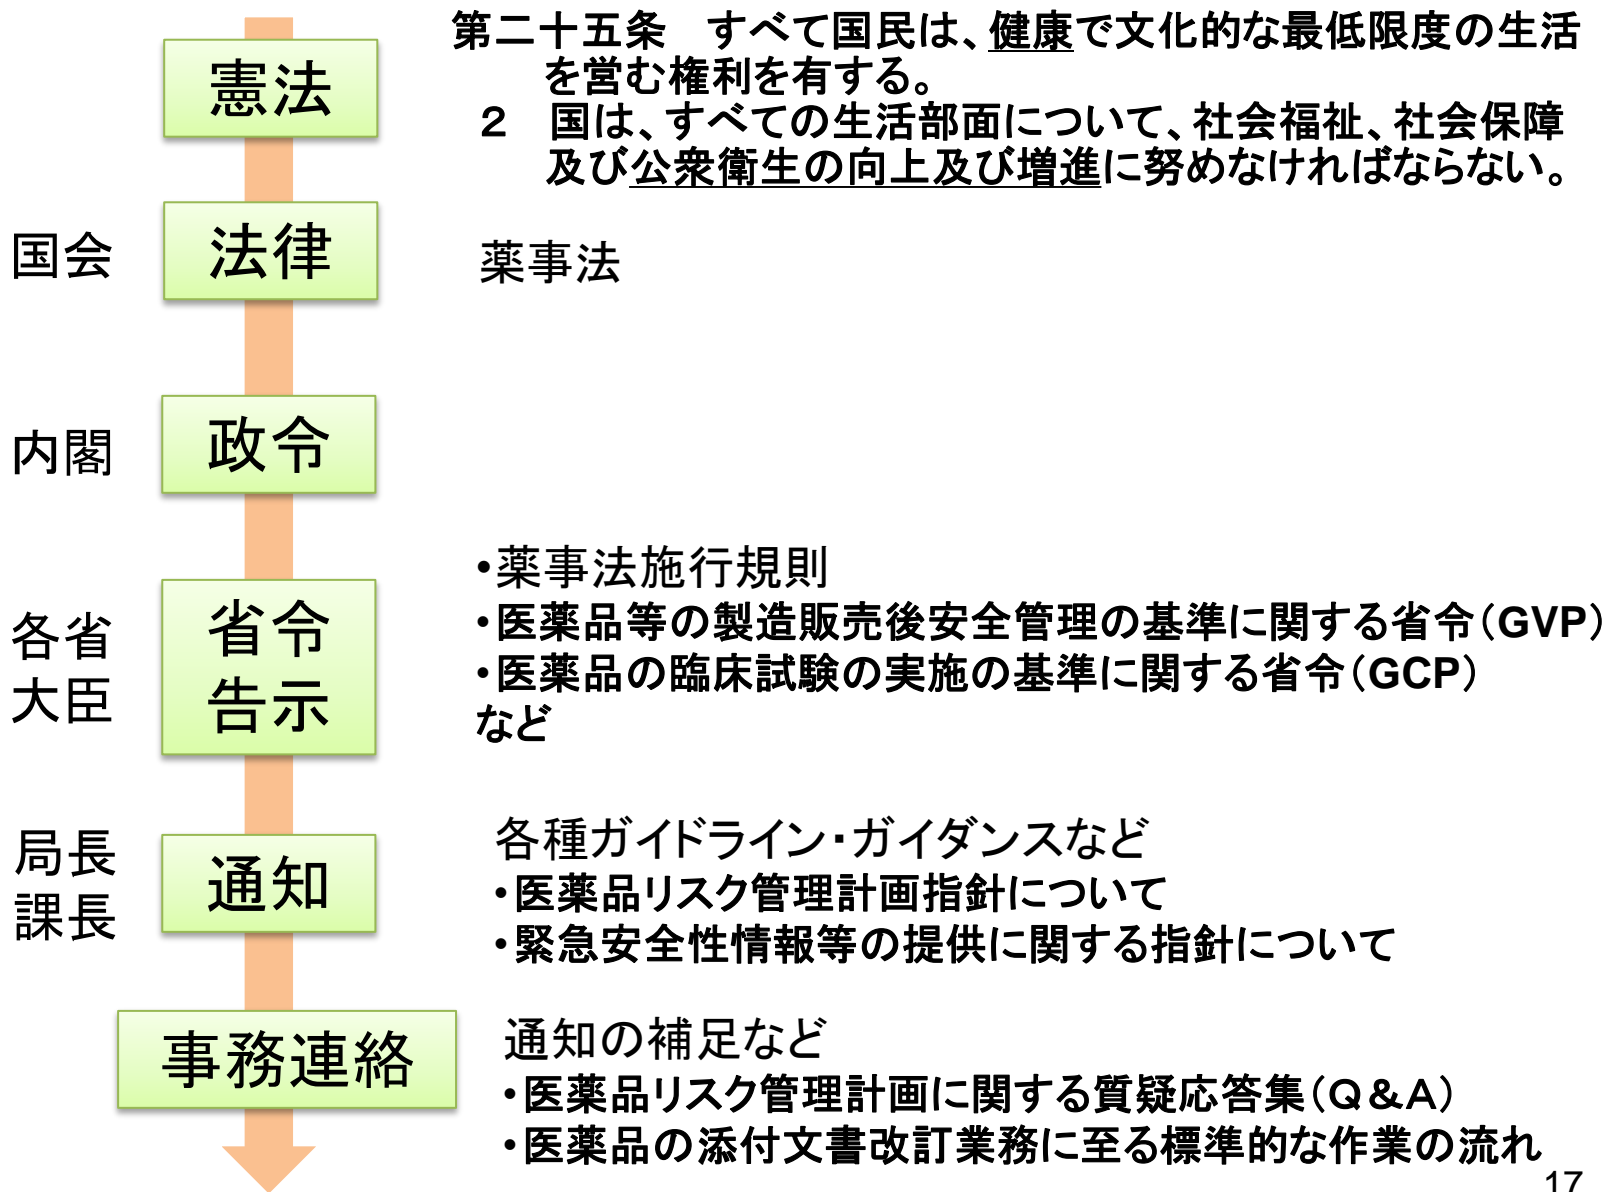 憲法
第二十五条　すべて国民は、健康で文化的な最低限度の生活
を営む権利を有する。
２　国は、すべての生活部面について、社会福祉、社会保障
及び公衆衛生の向上及び増進に努めなければならない。
国会
法律
薬事法
内閣
政令
各省
大臣
省令
告示
・薬事法施行規則
・医薬品等の製造販売後安全管理の基準に関する省令（GVP）
・医薬品の臨床試験の実施の基準に関する省令（GCP）
など
局長
課長
通知
各種ガイドライン・ガイダンスなど
・医薬品リスク管理計画指針について
・緊急安全性情報等の提供に関する指針について
事務連絡
通知の補足など
・医薬品リスク管理計画に関する質疑応答集（Ｑ＆Ａ）
・医薬品の添付文書改訂業務に至る標準的な作業の流れ
17